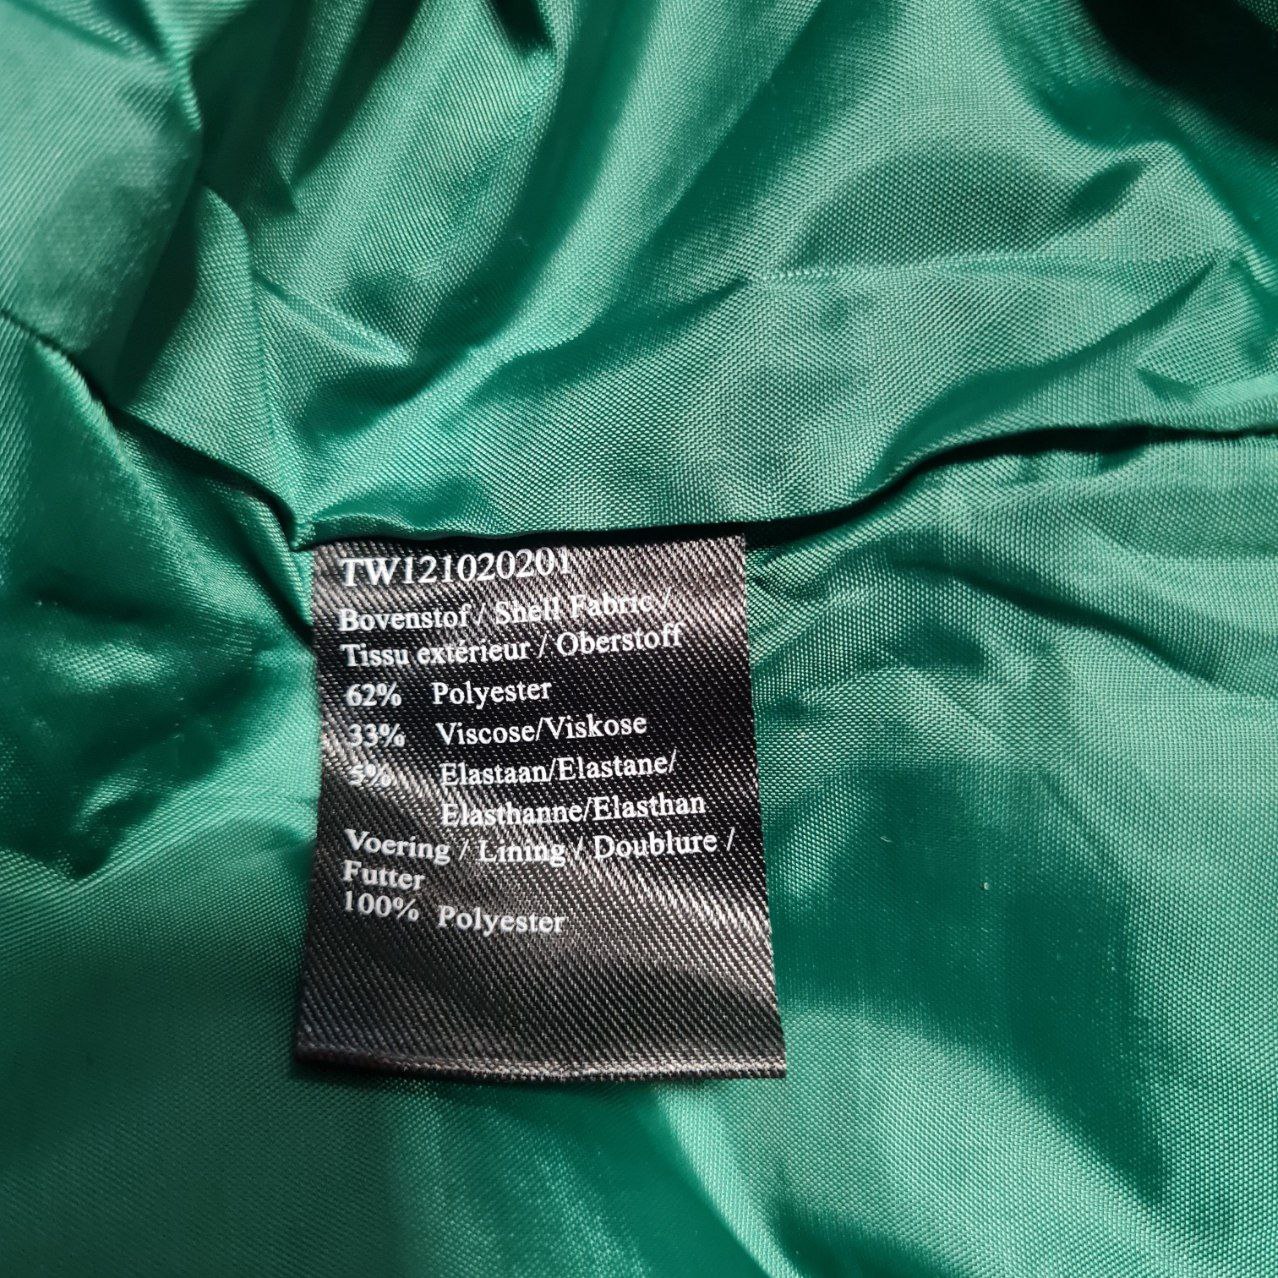 TW121020201
Bovenstof / Shell Fabric /
Tissu extérieur / Oberstoff
62% Polyester
33% Viscose/Viskose
5% Elastaan/Elastane/
Elasthanne/Elasthan
Voering / Lining / Doublure /
Futter
100% Polyester